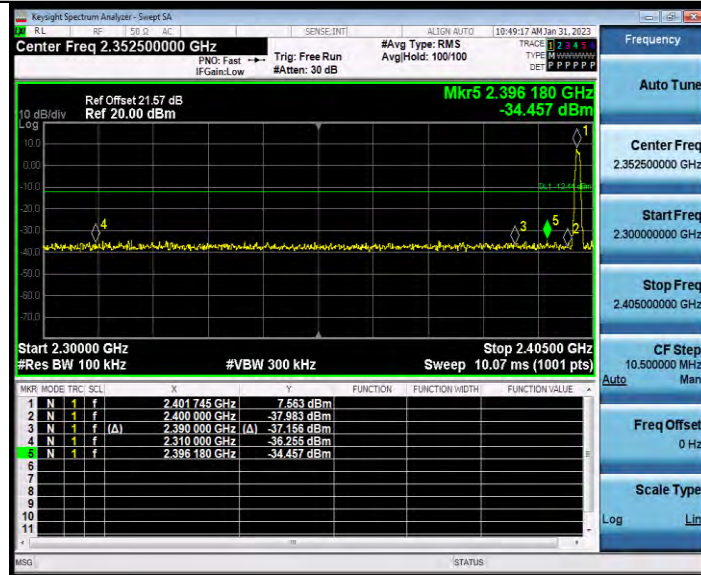 Keysight Spectrum Analyzer - Swept SA
RL RF 50 Ω AC SENSE:INT ALIGN AUTO 10:49:17 AM Jan 31, 2023
Center Freq 2.352500000 GHz
PNO: Fast
IFGain:Low
Trig: Free Run
#Atten: 30 dB
#Avg Type: RMS
Avg|Hold: 100/100
TRACE 1 2 3 4 5 6
TYPE M WWWWW
DET P P P P P P
Ref Offset 21.57 dB
10 dB/div Ref 20.00 dBm
Log
Mkr5 2.396 180 GHz
-34.457 dBm
10.0
0.00
-10.0
-20.0
-30.0
-40.0
-50.0
-60.0
-70.0
DL1 -12.44 dBm
1
2
3
4
5
Start 2.30000 GHz Stop 2.40500 GHz
#Res BW 100 kHz #VBW 300 kHz Sweep 10.07 ms (1001 pts)
MKR MODE TRC SCL X Y FUNCTION FUNCTION WIDTH FUNCTION VALUE
1 N 1 f 2.401 745 GHz 7.563 dBm
2 N 1 f 2.400 000 GHz -37.983 dBm
3 N 1 f (Δ) 2.390 000 GHz (Δ) -37.156 dBm
4 N 1 f 2.310 000 GHz -36.255 dBm
5 N 1 f 2.396 180 GHz -34.457 dBm
6
7
8
9
10
11
MSG STATUS
Frequency
Auto Tune
Center Freq
2.352500000 GHz
Start Freq
2.300000000 GHz
Stop Freq
2.405000000 GHz
CF Step
10.500000 MHz
Auto Man
Freq Offset
0 Hz
Scale Type
Log Lin